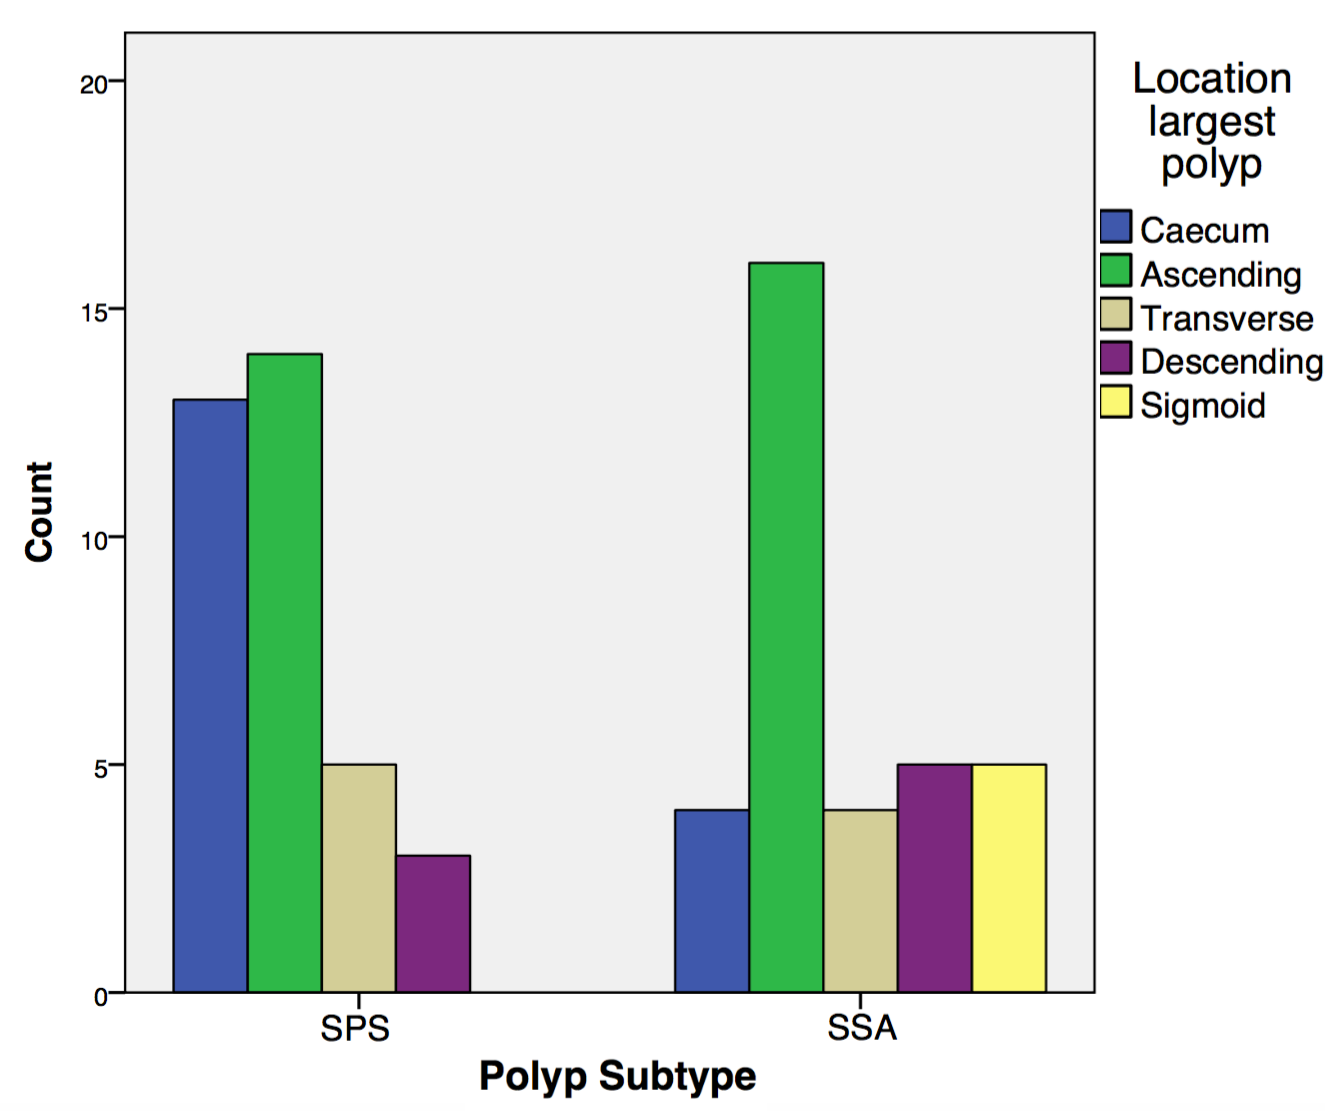 20
15
10
5
0
Count
SPS
SSA
Polyp Subtype
Location
largest
polyp
Caecum
Ascending
Transverse
Descending
Sigmoid